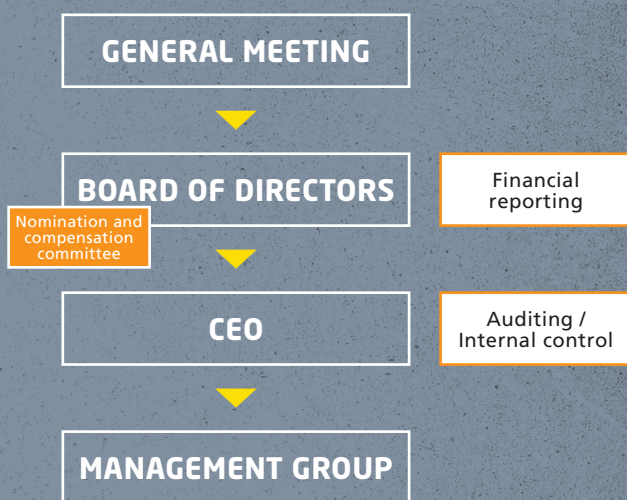 GENERAL MEETING
BOARD OF DIRECTORS
Financial
reporting
Nomination and
compensation
committee
CEO
Auditing /
Internal control
MANAGEMENT GROUP